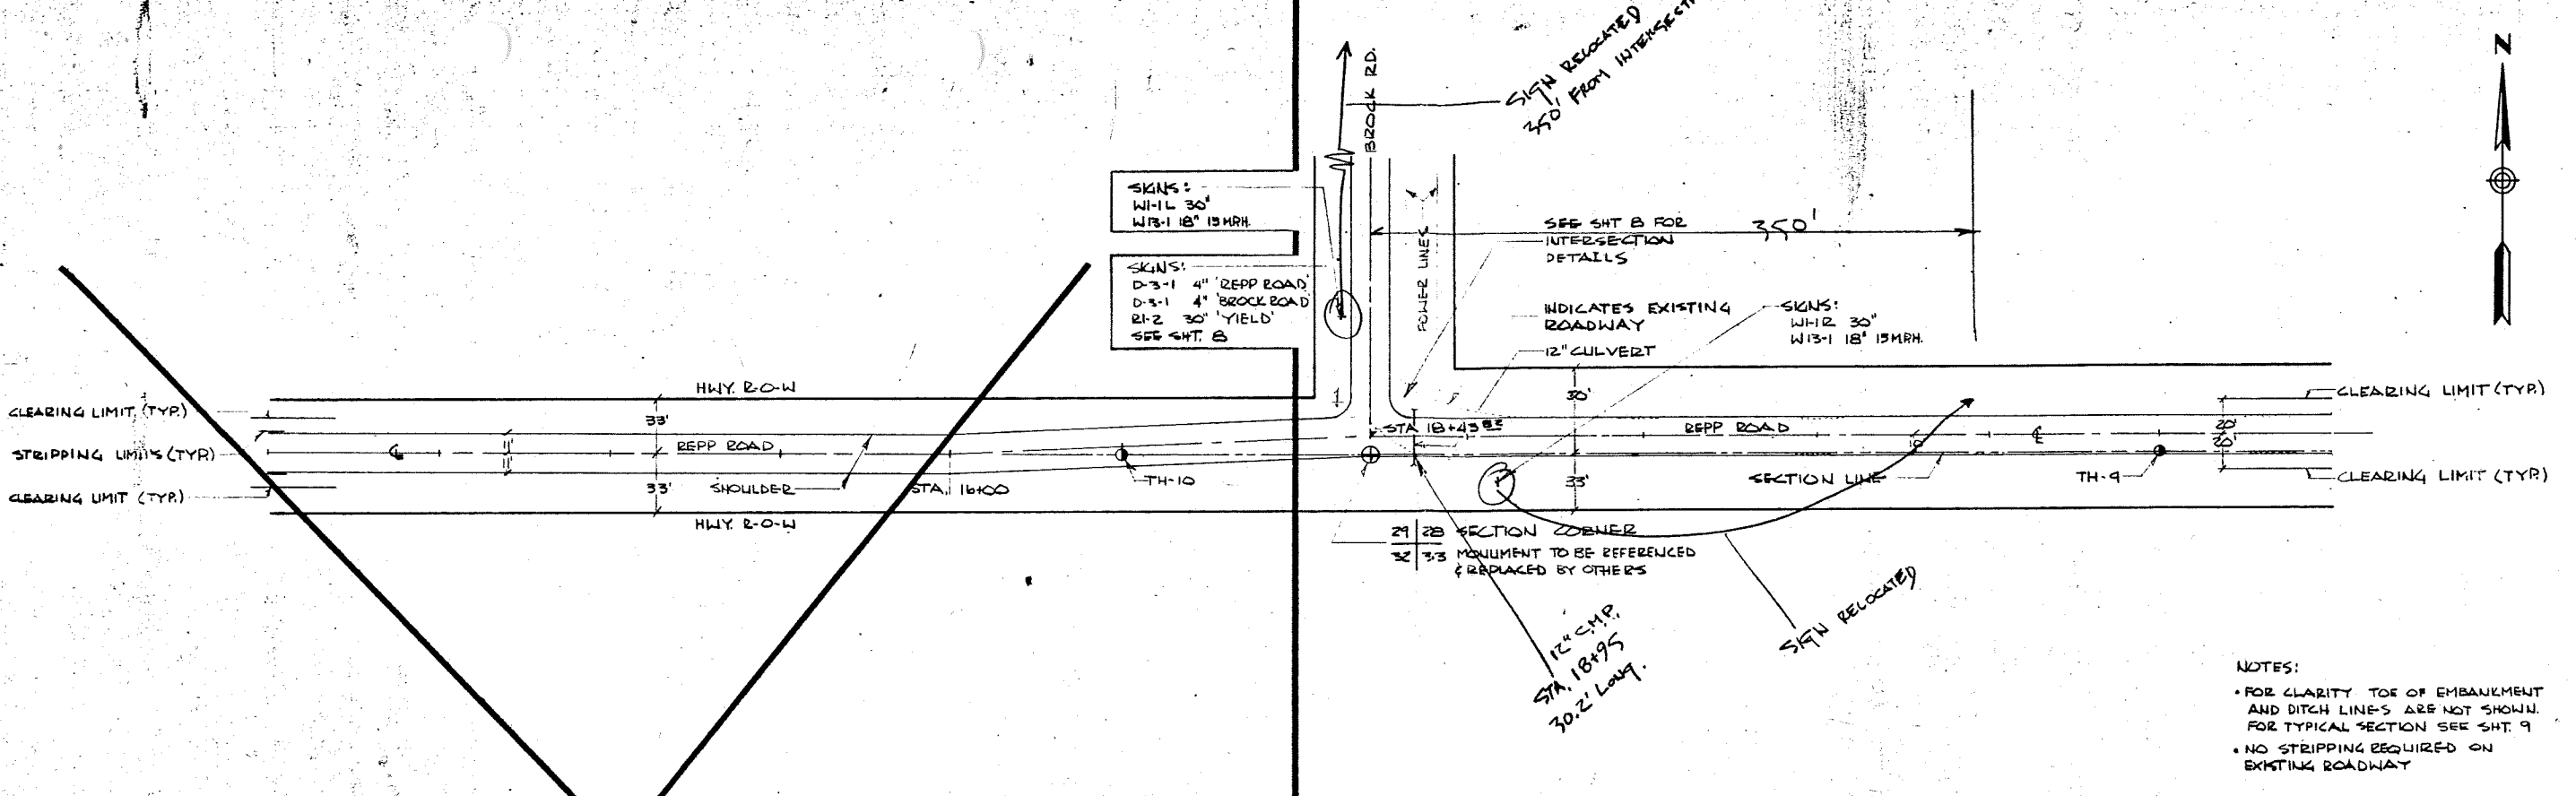 SIGN RELOCATED
350' FROM INTERSECTI
N
BROCK RD.
SIGNS:
W1-1L 30"
W13-1 18" 15 MPH.
SIGNS:
D-3-1 4" 'REPP ROAD'
D-3-1 4" 'BROCK ROAD'
R1-2 30" 'YIELD'
SEE SHT. 8
POWER LINES
SEE SHT 8 FOR
INTERSECTION
DETAILS
350'
INDICATES EXISTING
ROADWAY
12" CULVERT
SIGNS:
W1-1R 30"
W13-1 18" 15 MPH.
HWY. R-O-W
CLEARING LIMIT (TYP.)
STRIPPING LIMITS (TYP.)
CLEARING LIMIT (TYP.)
33'
REPP ROAD
33'
SHOULDER
STA. 16+00
HWY. R-O-W
TH-10
STA 18+43
30'
REPP ROAD
33'
SECTION LINE
TH-9
20'
20'
CLEARING LIMIT (TYP.)
CLEARING LIMIT (TYP.)
29 28 SECTION CORNER
32 33 MONUMENT TO BE REFERENCED
& REPLACED BY OTHERS
12" C.M.P.
STA. 18+95
30.2' LONG.
SIGN RELOCATED
NOTES:
• FOR CLARITY TOE OF EMBANKMENT
AND DITCH LINES ARE NOT SHOWN.
FOR TYPICAL SECTION SEE SHT. 9
• NO STRIPPING REQUIRED ON
EXISTING ROADWAY